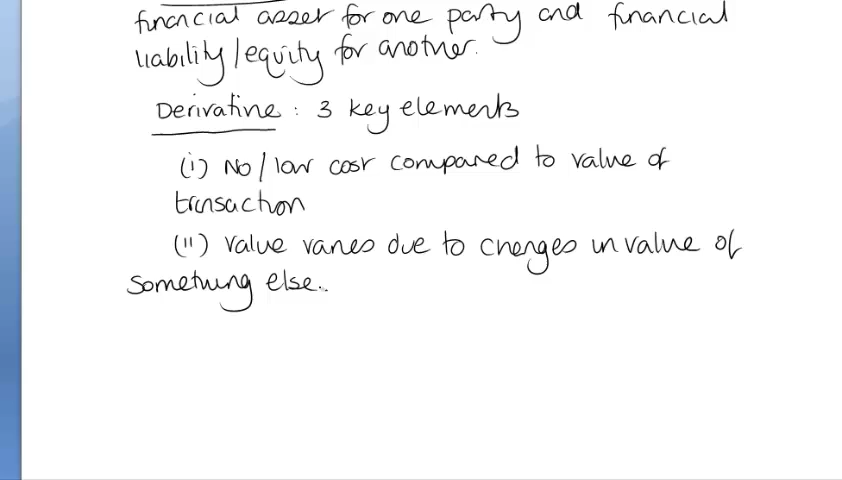 financial asset for one party and financial
liability/equity for another.
Derivative : 3 key elements
(i) No/low cost compared to value of
transaction
(ii) value varies due to changes in value of
something else.